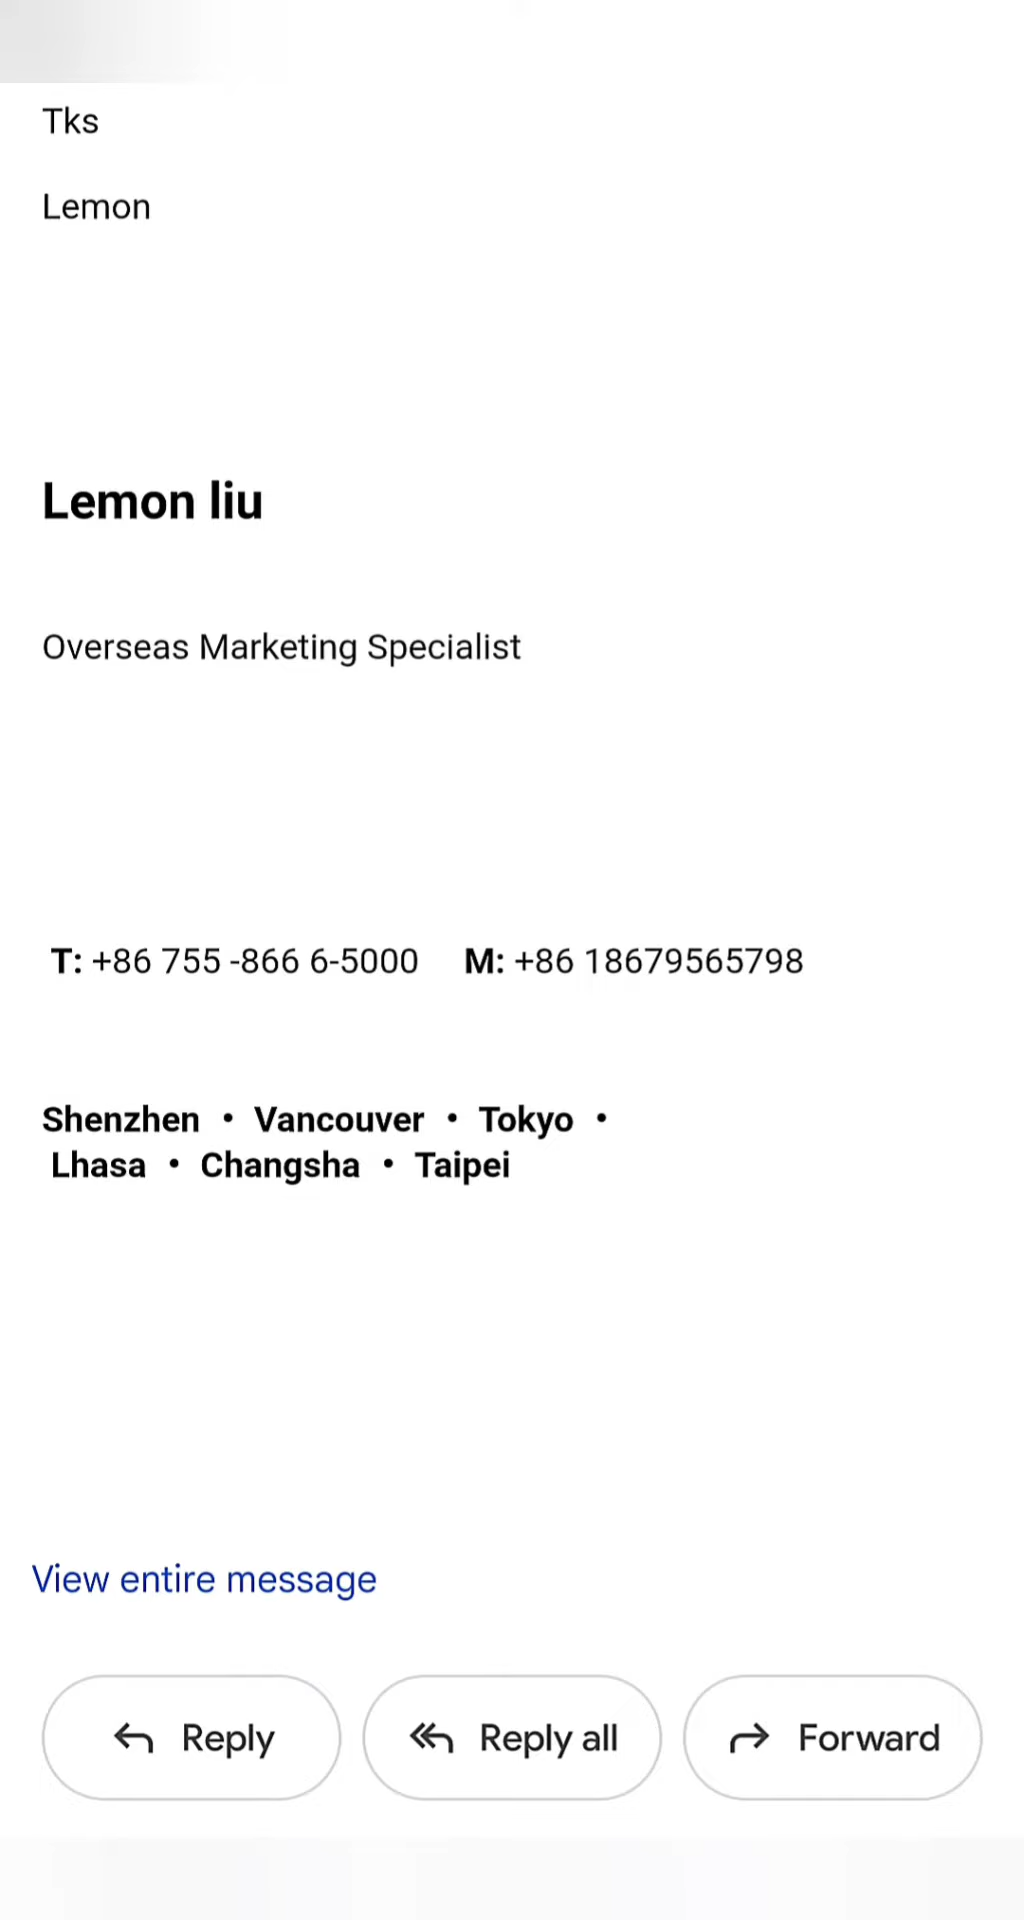 Tks
Lemon
Lemon liu
Overseas Marketing Specialist
T: +86 755 -866 6-5000 M: +86 18679565798
Shenzhen • Vancouver • Tokyo •
Lhasa • Changsha • Taipei
View entire message
Reply Reply all Forward